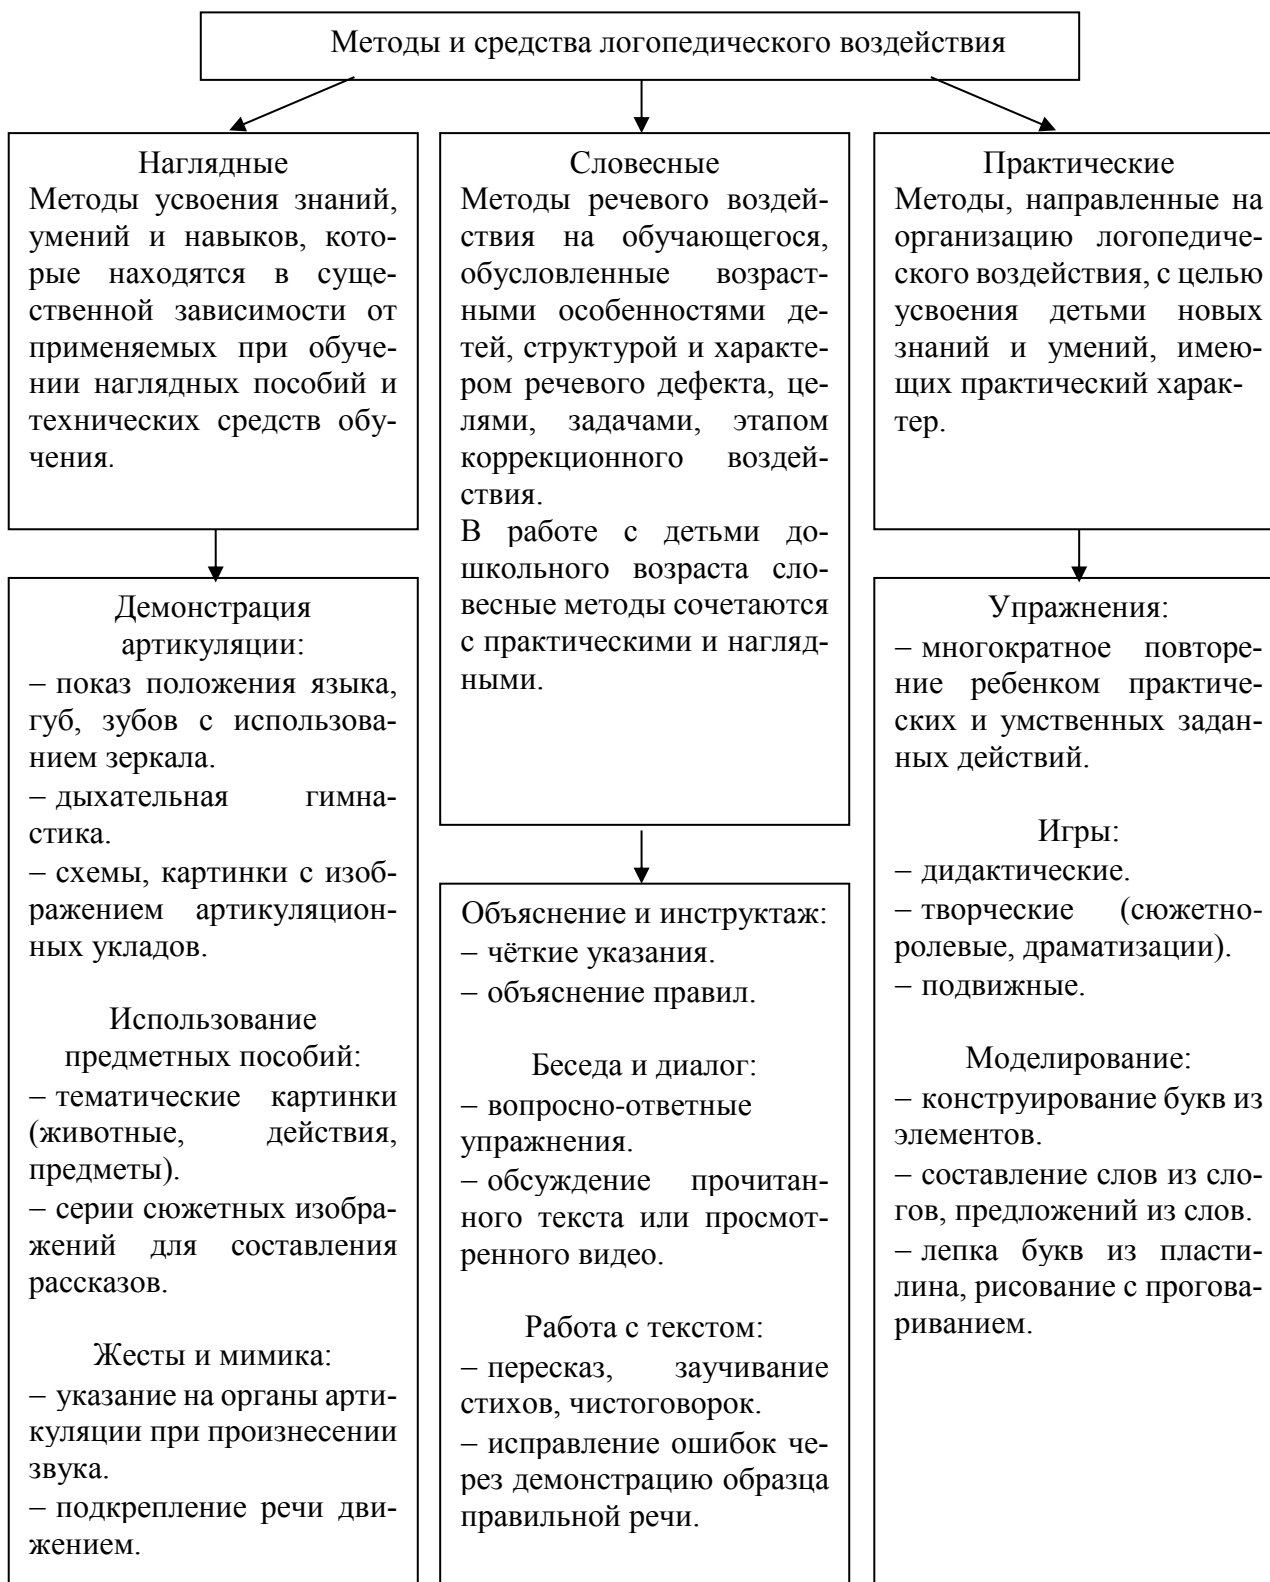 Методы и средства логопедического воздействия
Наглядные
Методы усвоения знаний,
умений и навыков, кото-
рые находятся в суще-
ственной зависимости от
применяемых при обуче-
нии наглядных пособий и
технических средств обу-
чения.
Словесные
Методы речевого воздей-
ствия на обучающегося,
обусловленные возраст-
ными особенностями де-
тей, структурой и характе-
ром речевого дефекта, це-
лями, задачами, этапом
коррекционного воздей-
ствия.
В работе с детьми до-
школьного возраста сло-
весные методы сочетаются
с практическими и нагляд-
ными.
Практические
Методы, направленные на
организацию логопедиче-
ского воздействия, с целью
усвоения детьми новых
знаний и умений, имею-
щих практический харак-
тер.
Демонстрация
артикуляции:
– показ положения языка,
губ, зубов с использова-
нием зеркала.
– дыхательная гимна-
стика.
– схемы, картинки с изоб-
ражением артикуляцион-
ных укладов.
Использование
предметных пособий:
– тематические картинки
(животные, действия,
предметы).
– серии сюжетных изобра-
жений для составления
рассказов.
Жесты и мимика:
– указание на органы арти-
куляции при произнесении
звука.
– подкрепление речи дви-
жением.
Объяснение и инструктаж:
– чёткие указания.
– объяснение правил.
Беседа и диалог:
– вопросно-ответные
упражнения.
– обсуждение прочитан-
ного текста или просмот-
ренного видео.
Работа с текстом:
– пересказ, заучивание
стихов, чистоговорок.
– исправление ошибок че-
рез демонстрацию образца
правильной речи.
Упражнения:
– многократное повторе-
ние ребенком практиче-
ских и умственных задан-
ных действий.
Игры:
– дидактические.
– творческие (сюжетно-
ролевые, драматизации).
– подвижные.
Моделирование:
– конструирование букв из
элементов.
– составление слов из сло-
гов, предложений из слов.
– лепка букв из пласти-
лина, рисование с прогова-
риванием.